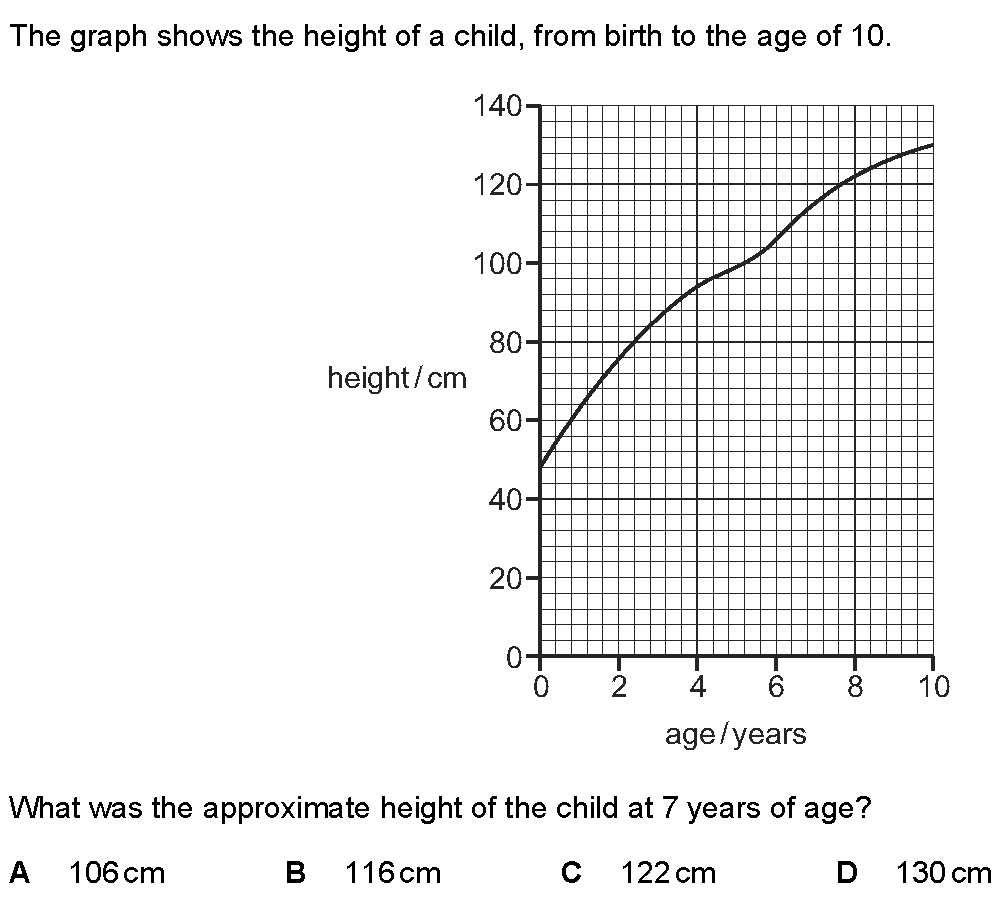 The graph shows the height of a child, from birth to the age of 10.
140
120
100
80
60
40
20
0
height / cm
0 2 4 6 8 10
age / years
What was the approximate height of the child at 7 years of age?
A 106 cm B 116 cm C 122 cm D 130 cm